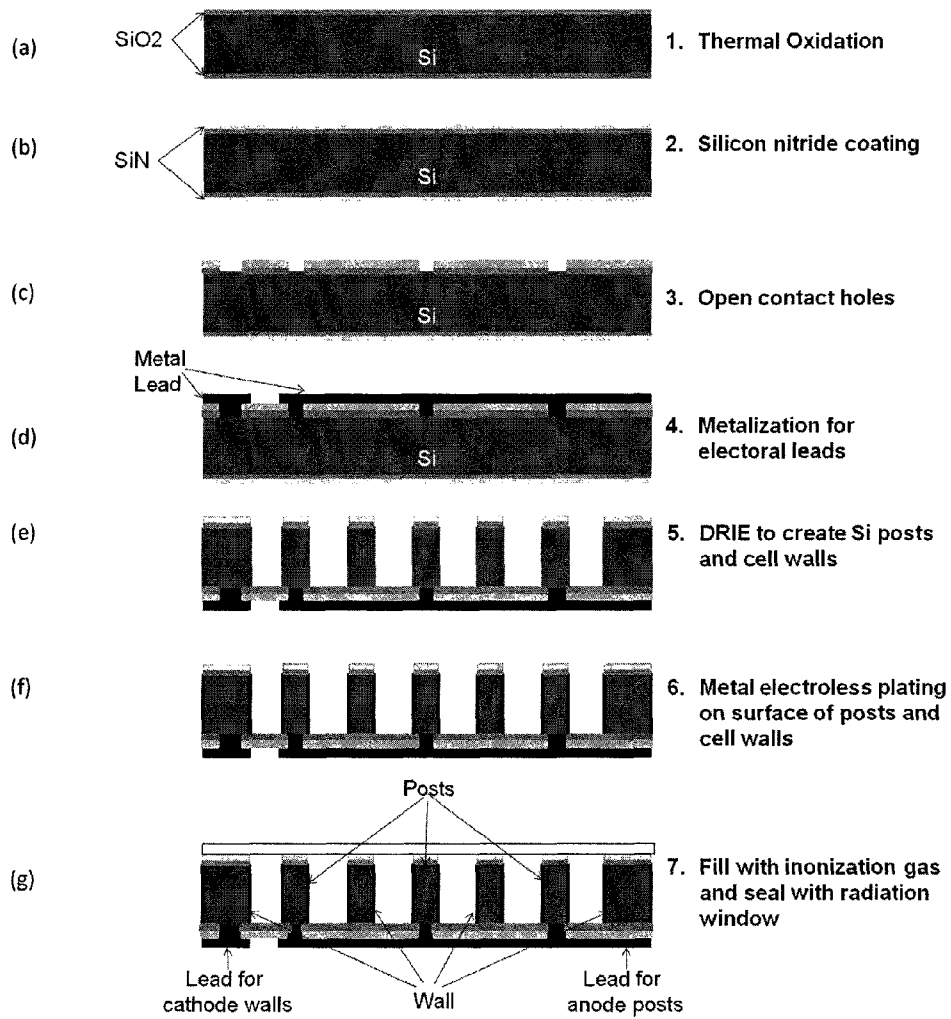 (a)
SiO2
Si
1. Thermal Oxidation
(b)
SiN
Si
2. Silicon nitride coating
(c)
Si
3. Open contact holes
Metal
Lead
(d)
Si
4. Metalization for
electoral leads
(e)
5. DRIE to create Si posts
and cell walls
(f)
6. Metal electroless plating
on surface of posts and
cell walls
Posts
(g)
7. Fill with inonization gas
and seal with radiation
window
Lead for
cathode walls
Wall
Lead for
anode posts